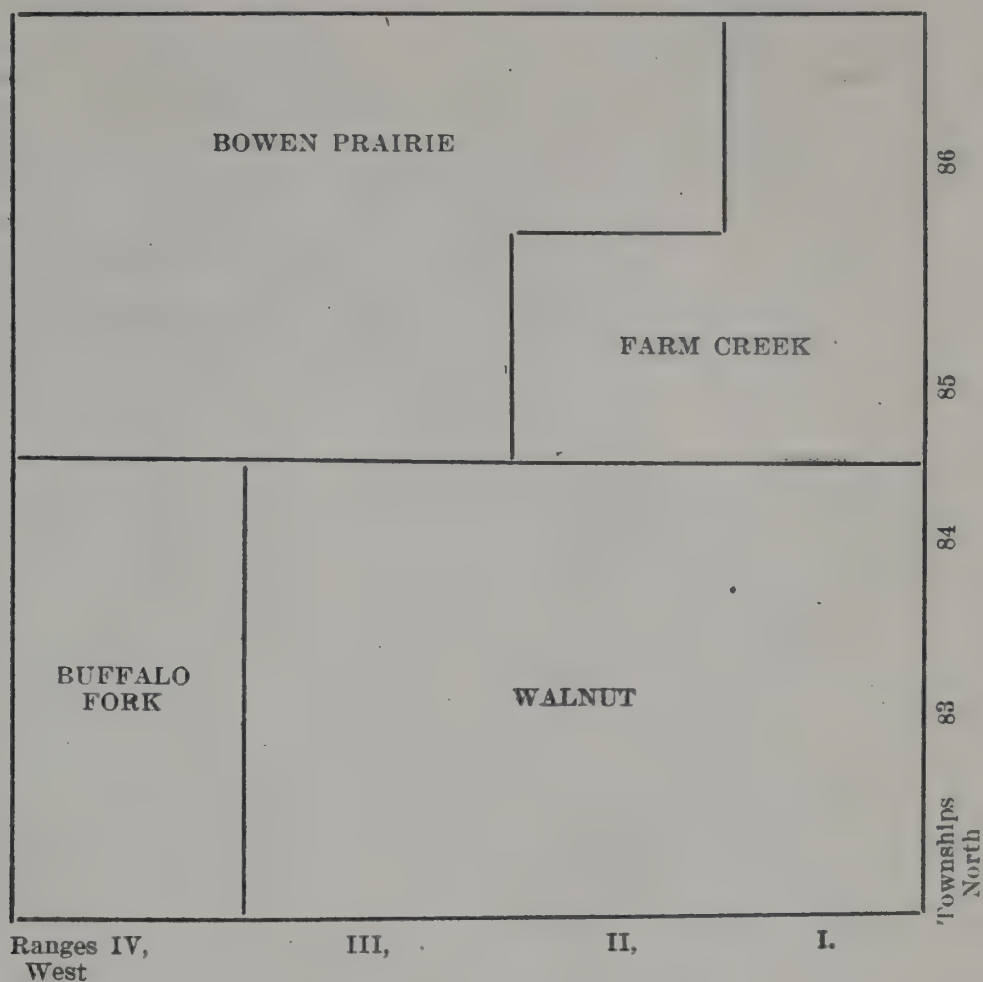 BOWEN PRAIRIE
86
FARM CREEK
85
84
BUFFALO
FORK
WALNUT
83
Townships
North
Ranges IV,
West
III,
II,
I.